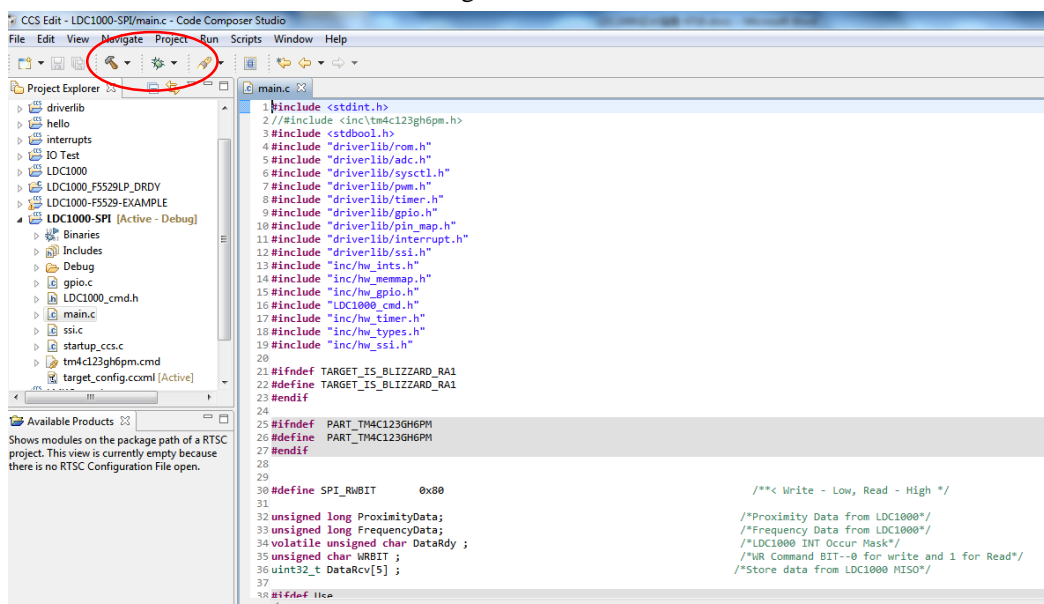 CCS Edit - LDC1000-SPI/main.c - Code Composer Studio
File Edit View Navigate Project Run Scripts Window Help
Project Explorer
driverlib
hello
interrupts
IO Test
LDC1000
LDC1000_F5529LP_DRDY
LDC1000-F5529-EXAMPLE
LDC1000-SPI [Active - Debug]
Binaries
Includes
Debug
gpio.c
LDC1000_cmd.h
main.c
ssi.c
startup_ccs.c
tm4c123gh6pm.cmd
target_config.ccxml [Active]
Available Products
Shows modules on the package path of a RTSC
project. This view is currently empty because
there is no RTSC Configuration File open.
main.c
1 #include <stdint.h>
2 //#include <inc\tm4c123gh6pm.h>
3 #include <stdbool.h>
4 #include "driverlib/rom.h"
5 #include "driverlib/adc.h"
6 #include "driverlib/sysctl.h"
7 #include "driverlib/pwm.h"
8 #include "driverlib/timer.h"
9 #include "driverlib/gpio.h"
10 #include "driverlib/pin_map.h"
11 #include "driverlib/interrupt.h"
12 #include "driverlib/ssi.h"
13 #include "inc/hw_ints.h"
14 #include "inc/hw_memmap.h"
15 #include "inc/hw_gpio.h"
16 #include "LDC1000_cmd.h"
17 #include "inc/hw_timer.h"
18 #include "inc/hw_types.h"
19 #include "inc/hw_ssi.h"
20
21 #ifndef TARGET_IS_BLIZZARD_RA1
22 #define TARGET_IS_BLIZZARD_RA1
23 #endif
24
25 #ifndef PART_TM4C123GH6PM
26 #define PART_TM4C123GH6PM
27 #endif
28
29
30 #define SPI_RWBIT 0x80 /**< Write - Low, Read - High */
31
32 unsigned long ProximityData; /*Proximity Data from LDC1000*/
33 unsigned long FrequencyData; /*Frequency Data from LDC1000*/
34 volatile unsigned char DataRdy ; /*LDC1000 INT Occur Mask*/
35 unsigned char WRBIT ; /*WR Command BIT--0 for write and 1 for Read*/
36 uint32_t DataRcv[5] ; /*Store data from LDC1000 MISO*/
37
38 #ifdef Use